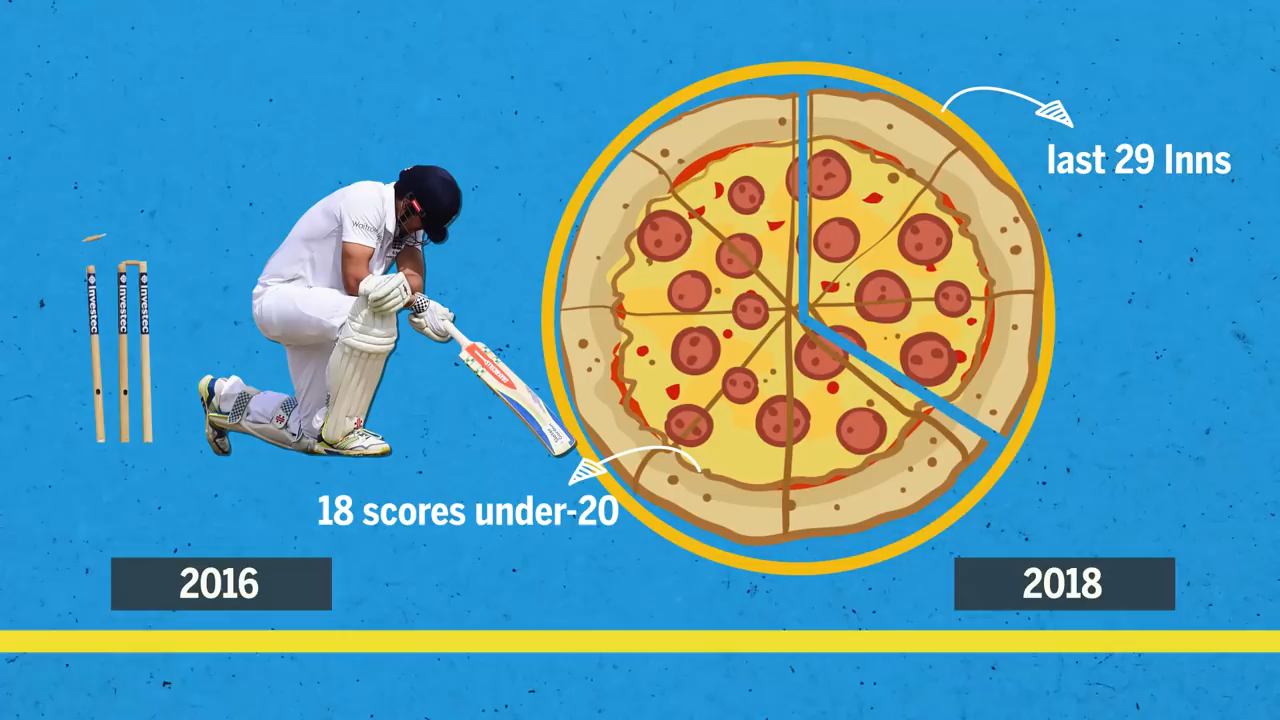 last 29 Inns
Investec
Investec
Investec
18 scores under-20
2016
2018